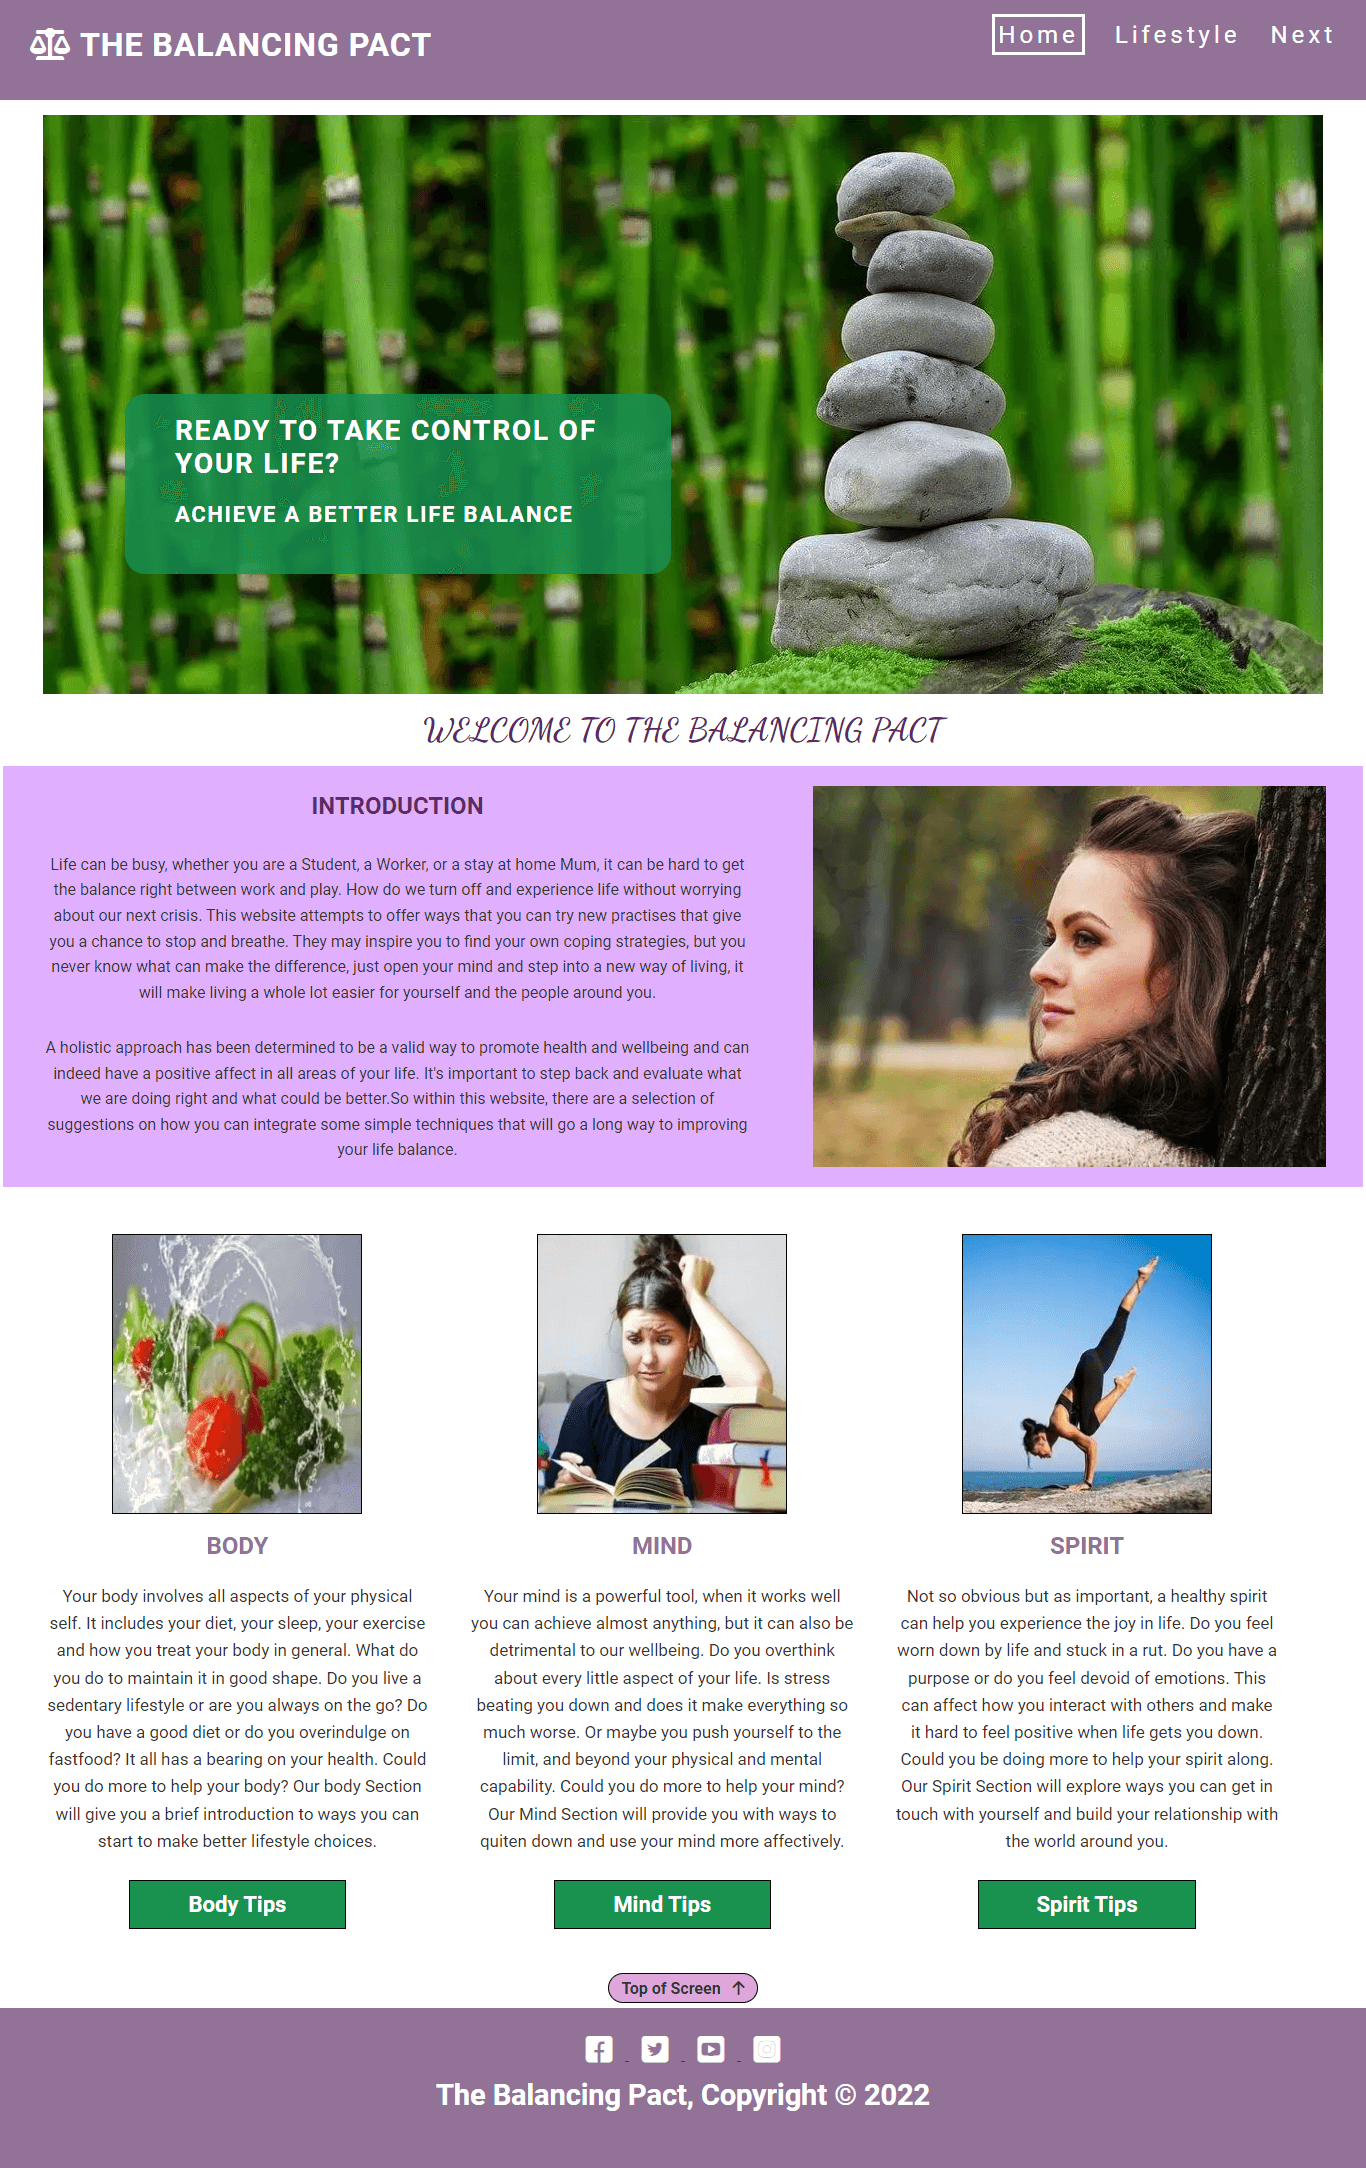 THE BALANCING PACT
Home Lifestyle Next
READY TO TAKE CONTROL OF
YOUR LIFE?
ACHIEVE A BETTER LIFE BALANCE
WELCOME TO THE BALANCING PACT
INTRODUCTION
Life can be busy, whether you are a Student, a Worker, or a stay at home Mum, it can be hard to get
the balance right between work and play. How do we turn off and experience life without worrying
about our next crisis. This website attempts to offer ways that you can try new practises that give
you a chance to stop and breathe. They may inspire you to find your own coping strategies, but you
never know what can make the difference, just open your mind and step into a new way of living, it
will make living a whole lot easier for yourself and the people around you.
A holistic approach has been determined to be a valid way to promote health and wellbeing and can
indeed have a positive affect in all areas of your life. It's important to step back and evaluate what
we are doing right and what could be better.So within this website, there are a selection of
suggestions on how you can integrate some simple techniques that will go a long way to improving
your life balance.
BODY
Your body involves all aspects of your physical
self. It includes your diet, your sleep, your exercise
and how you treat your body in general. What do
you do to maintain it in good shape. Do you live a
sedentary lifestyle or are you always on the go? Do
you have a good diet or do you overindulge on
fastfood? It all has a bearing on your health. Could
you do more to help your body? Our body Section
will give you a brief introduction to ways you can
start to make better lifestyle choices.
Body Tips
MIND
Your mind is a powerful tool, when it works well
you can achieve almost anything, but it can also be
detrimental to our wellbeing. Do you overthink
about every little aspect of your life. Is stress
beating you down and does it make everything so
much worse. Or maybe you push yourself to the
limit, and beyond your physical and mental
capability. Could you do more to help your mind?
Our Mind Section will provide you with ways to
quiten down and use your mind more affectively.
Mind Tips
SPIRIT
Not so obvious but as important, a healthy spirit
can help you experience the joy in life. Do you feel
worn down by life and stuck in a rut. Do you have a
purpose or do you feel devoid of emotions. This
can affect how you interact with others and make
it hard to feel positive when life gets you down.
Could you be doing more to help your spirit along.
Our Spirit Section will explore ways you can get in
touch with yourself and build your relationship with
the world around you.
Spirit Tips
Top of Screen ↑
The Balancing Pact, Copyright © 2022